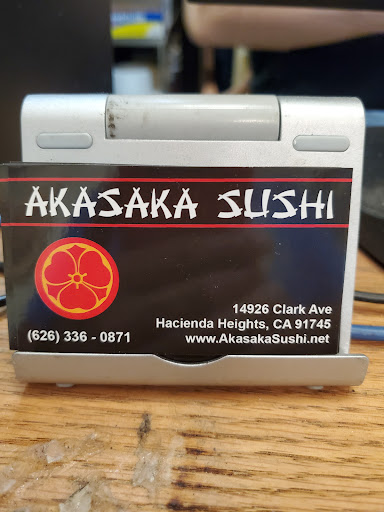 AKASAKA SUSHI
14926 Clark Ave
Hacienda Heights, CA 91745
(626) 336 - 0871
www.AkasakaSushi.net